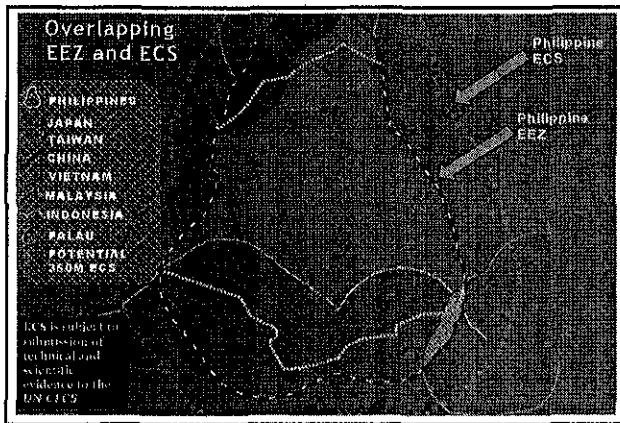 Overlapping
EEZ and ECS
Philippine
ECS
Philippine
EEZ
PHILIPPINES
JAPAN
TAIWAN
CHINA
VIETNAM
MALAYSIA
INDONESIA
PALAU
POTENTIAL
350M ECS
ECS is subject to
submission of
technical and
scientific
evidence to the
UN CLCS